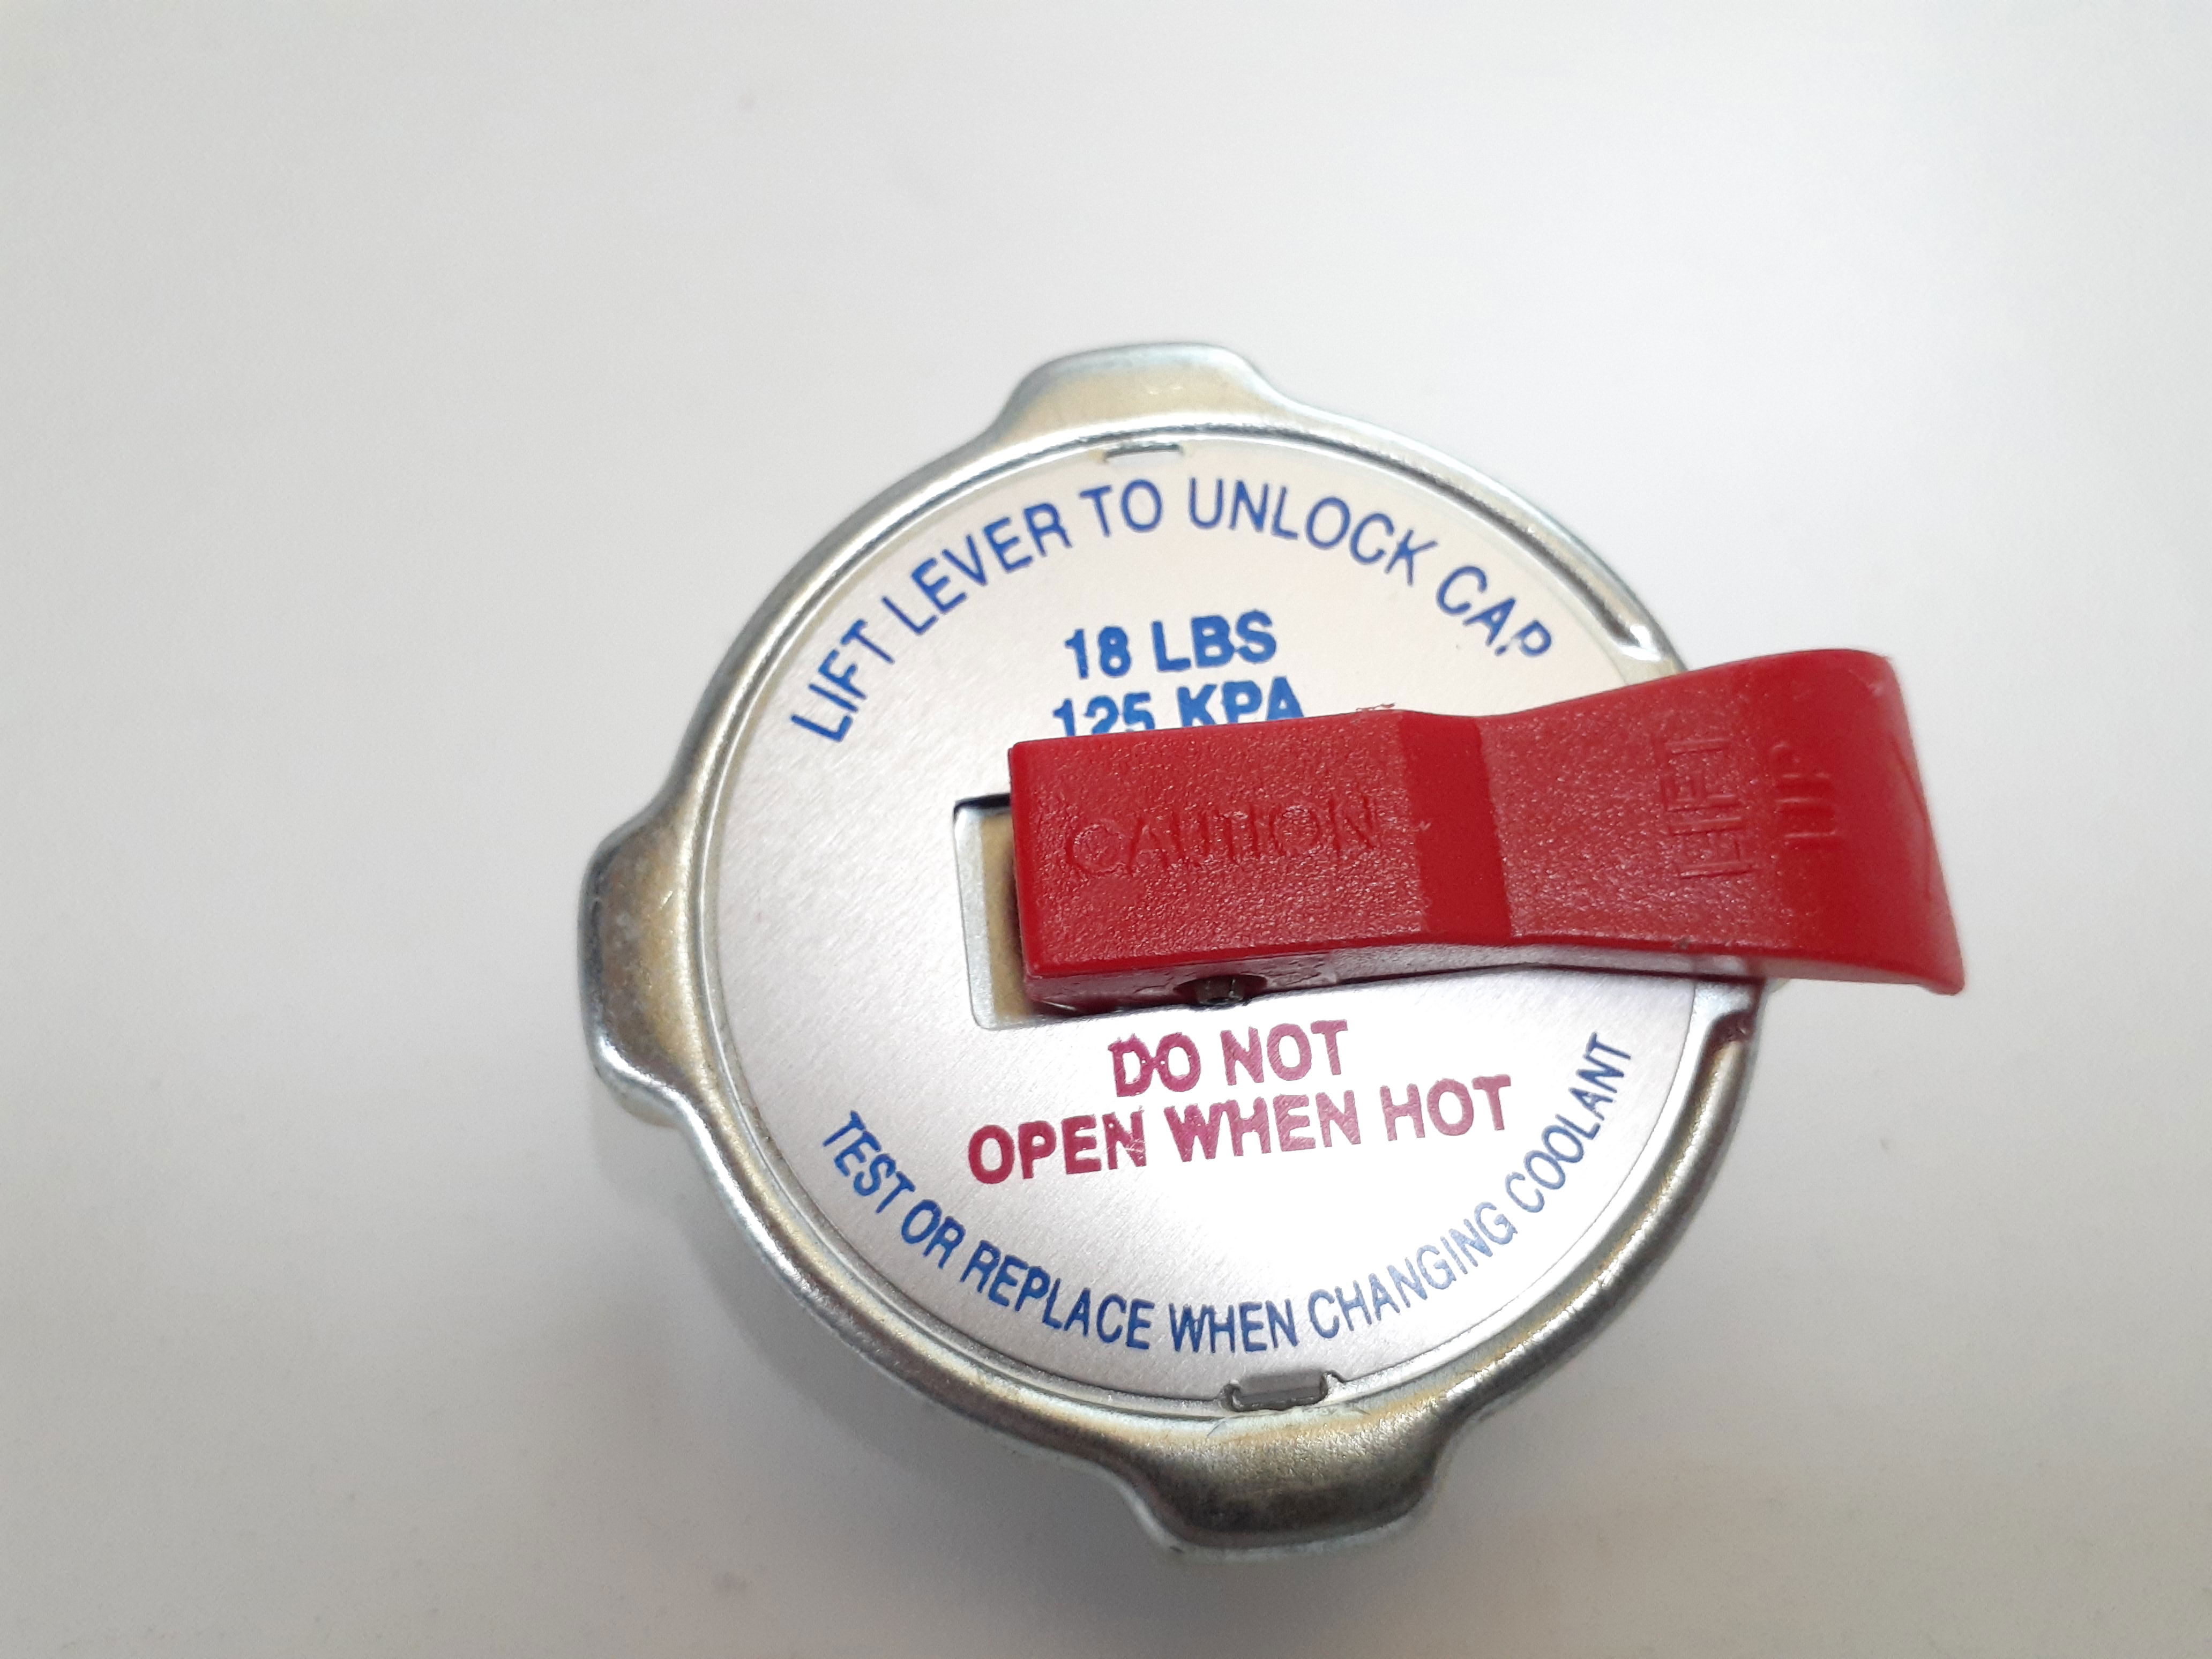 LIFT LEVER TO UNLOCK CAP
18 LBS
125 KPA
CAUTION
LIFT
UP
DO NOT
OPEN WHEN HOT
TEST OR REPLACE WHEN CHANGING COOLANT